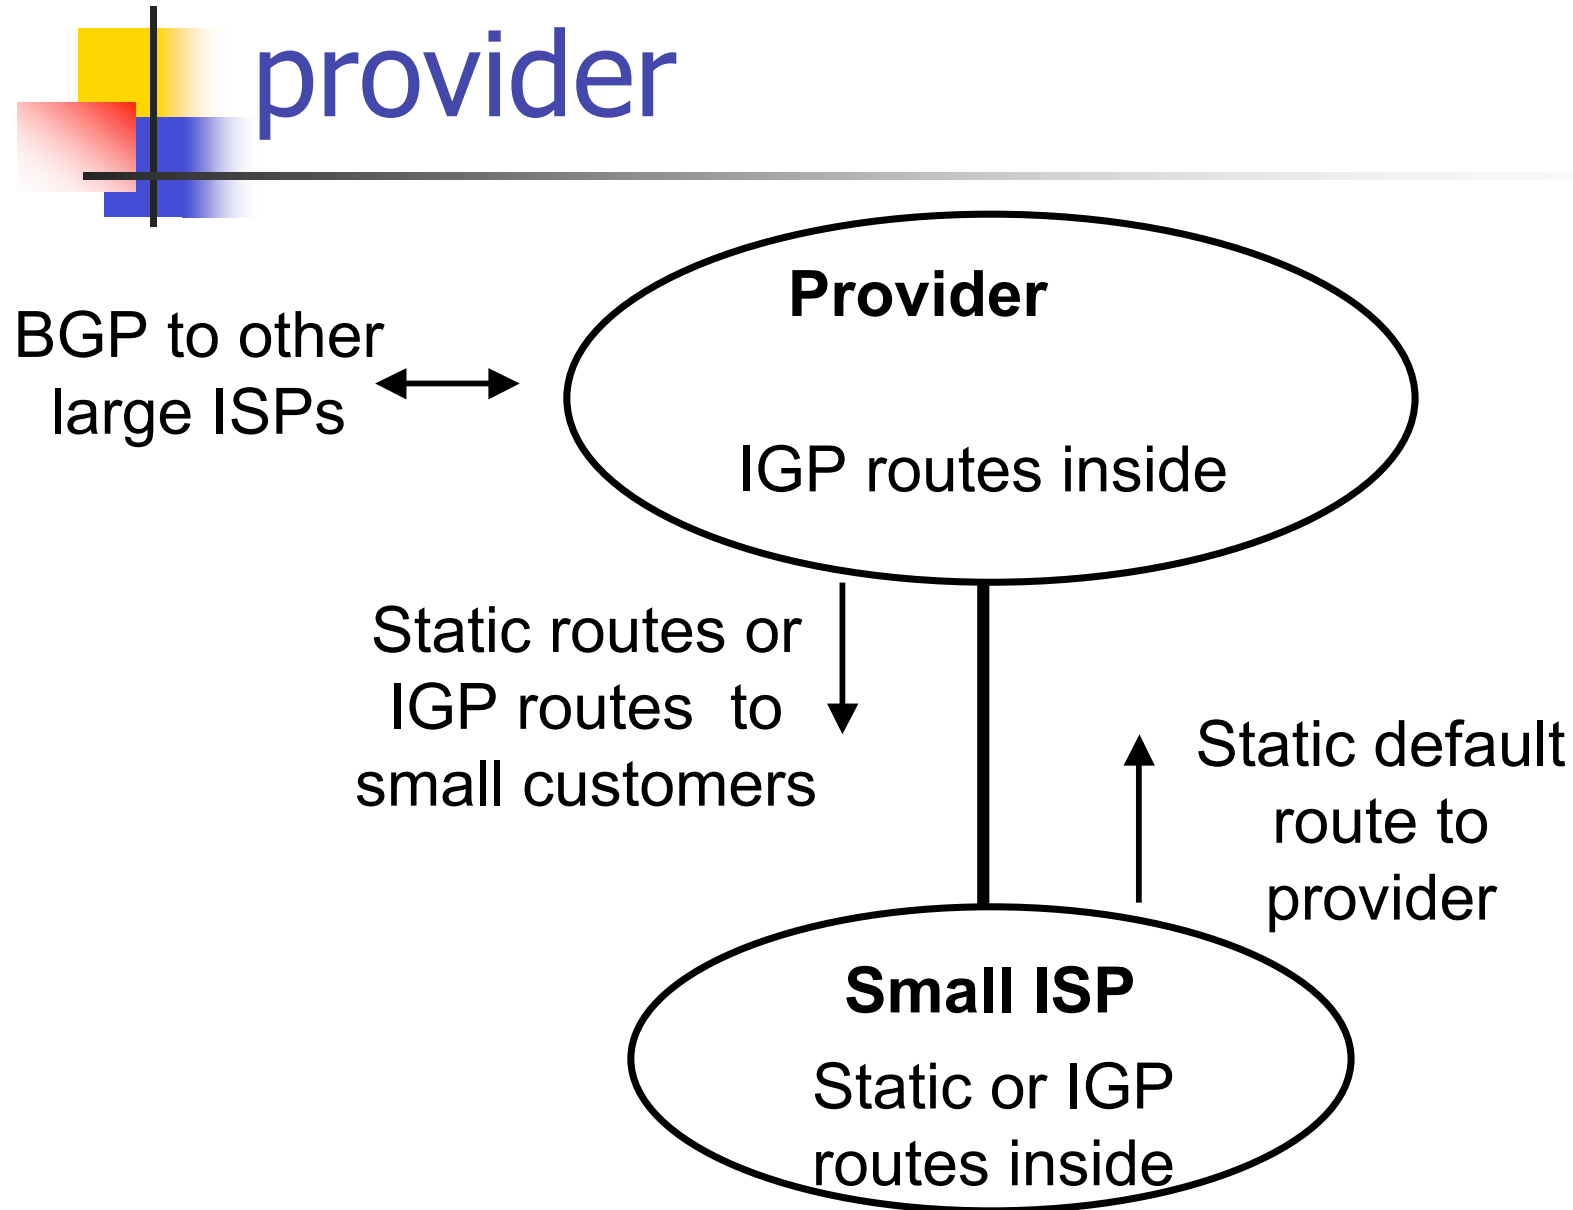 provider
Provider
BGP to other
large ISPs
IGP routes inside
Static routes or
IGP routes to
small customers
Static default
route to
provider
Small ISP
Static or IGP
routes inside